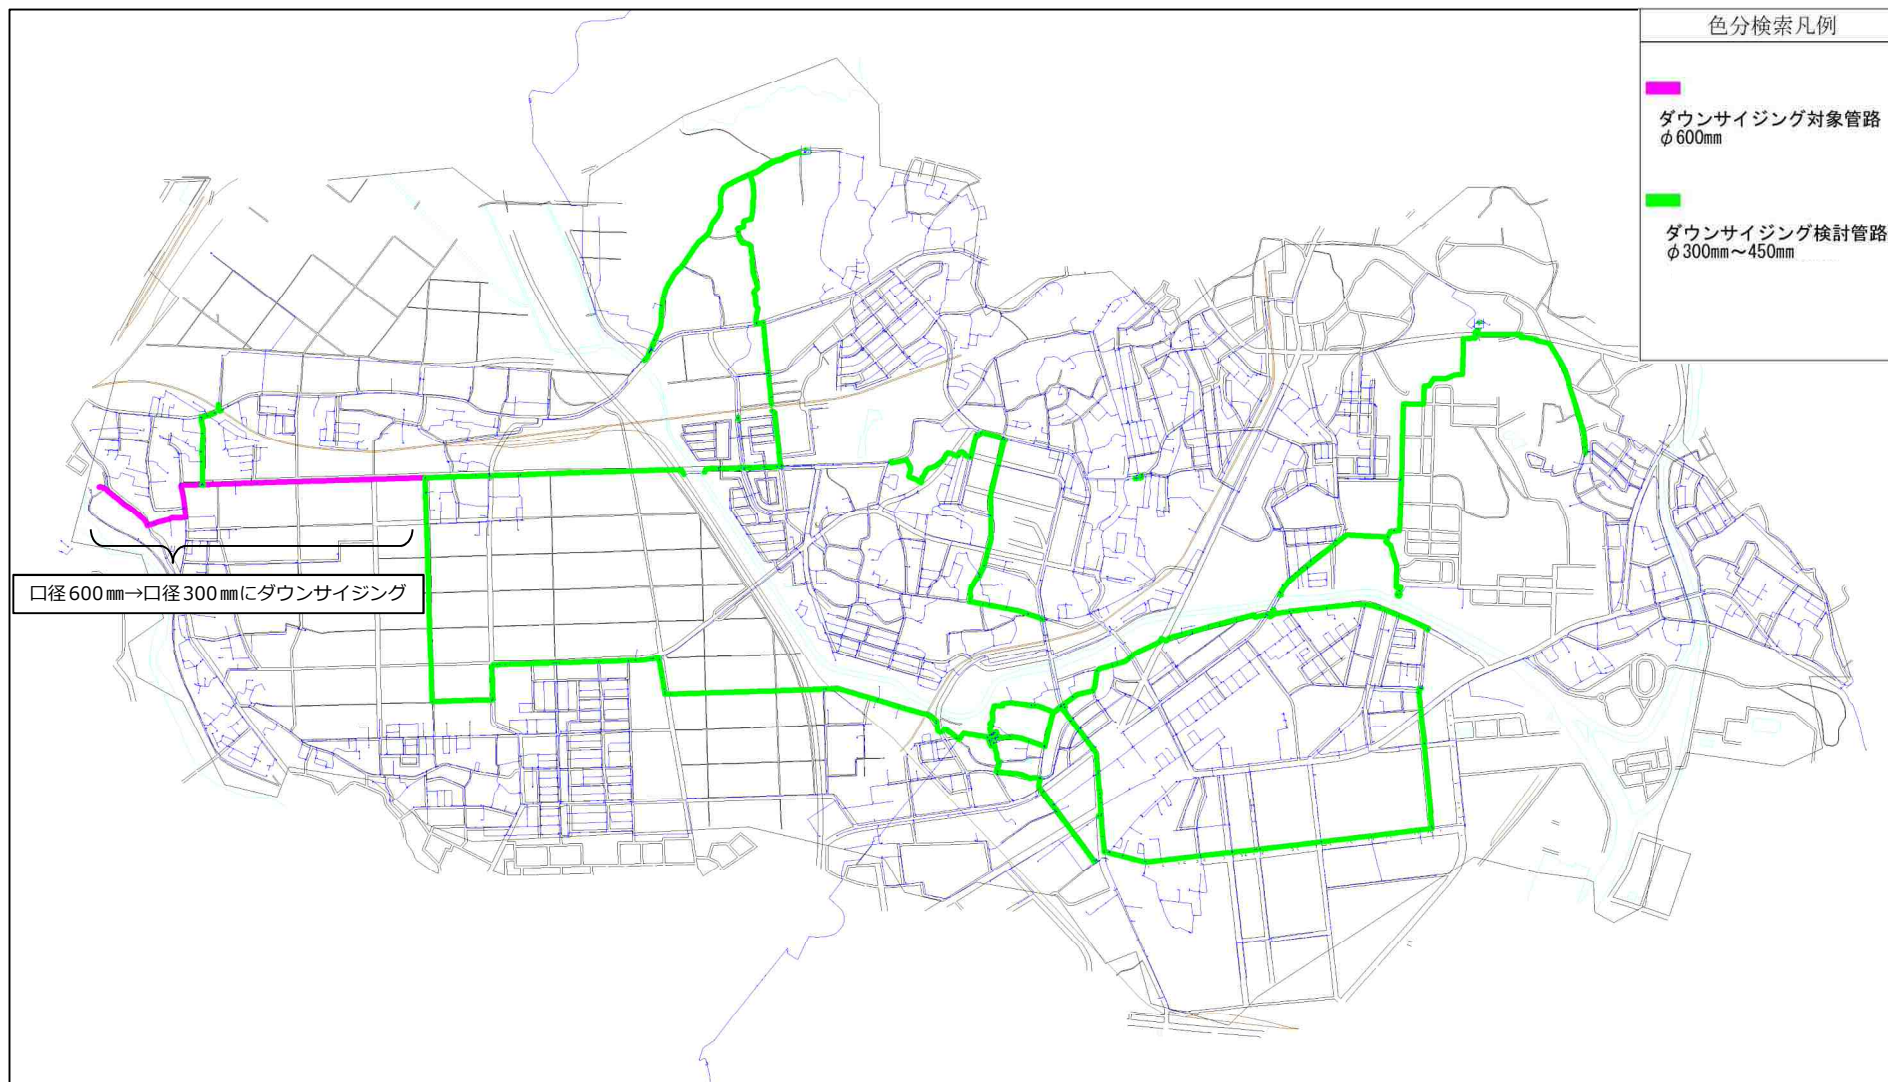 色分検索凡例
ダウンサイジング対象管路
φ600㎜
ダウンサイジング検討管路
φ300㎜～450㎜
口径600㎜→口径300㎜にダウンサイジング